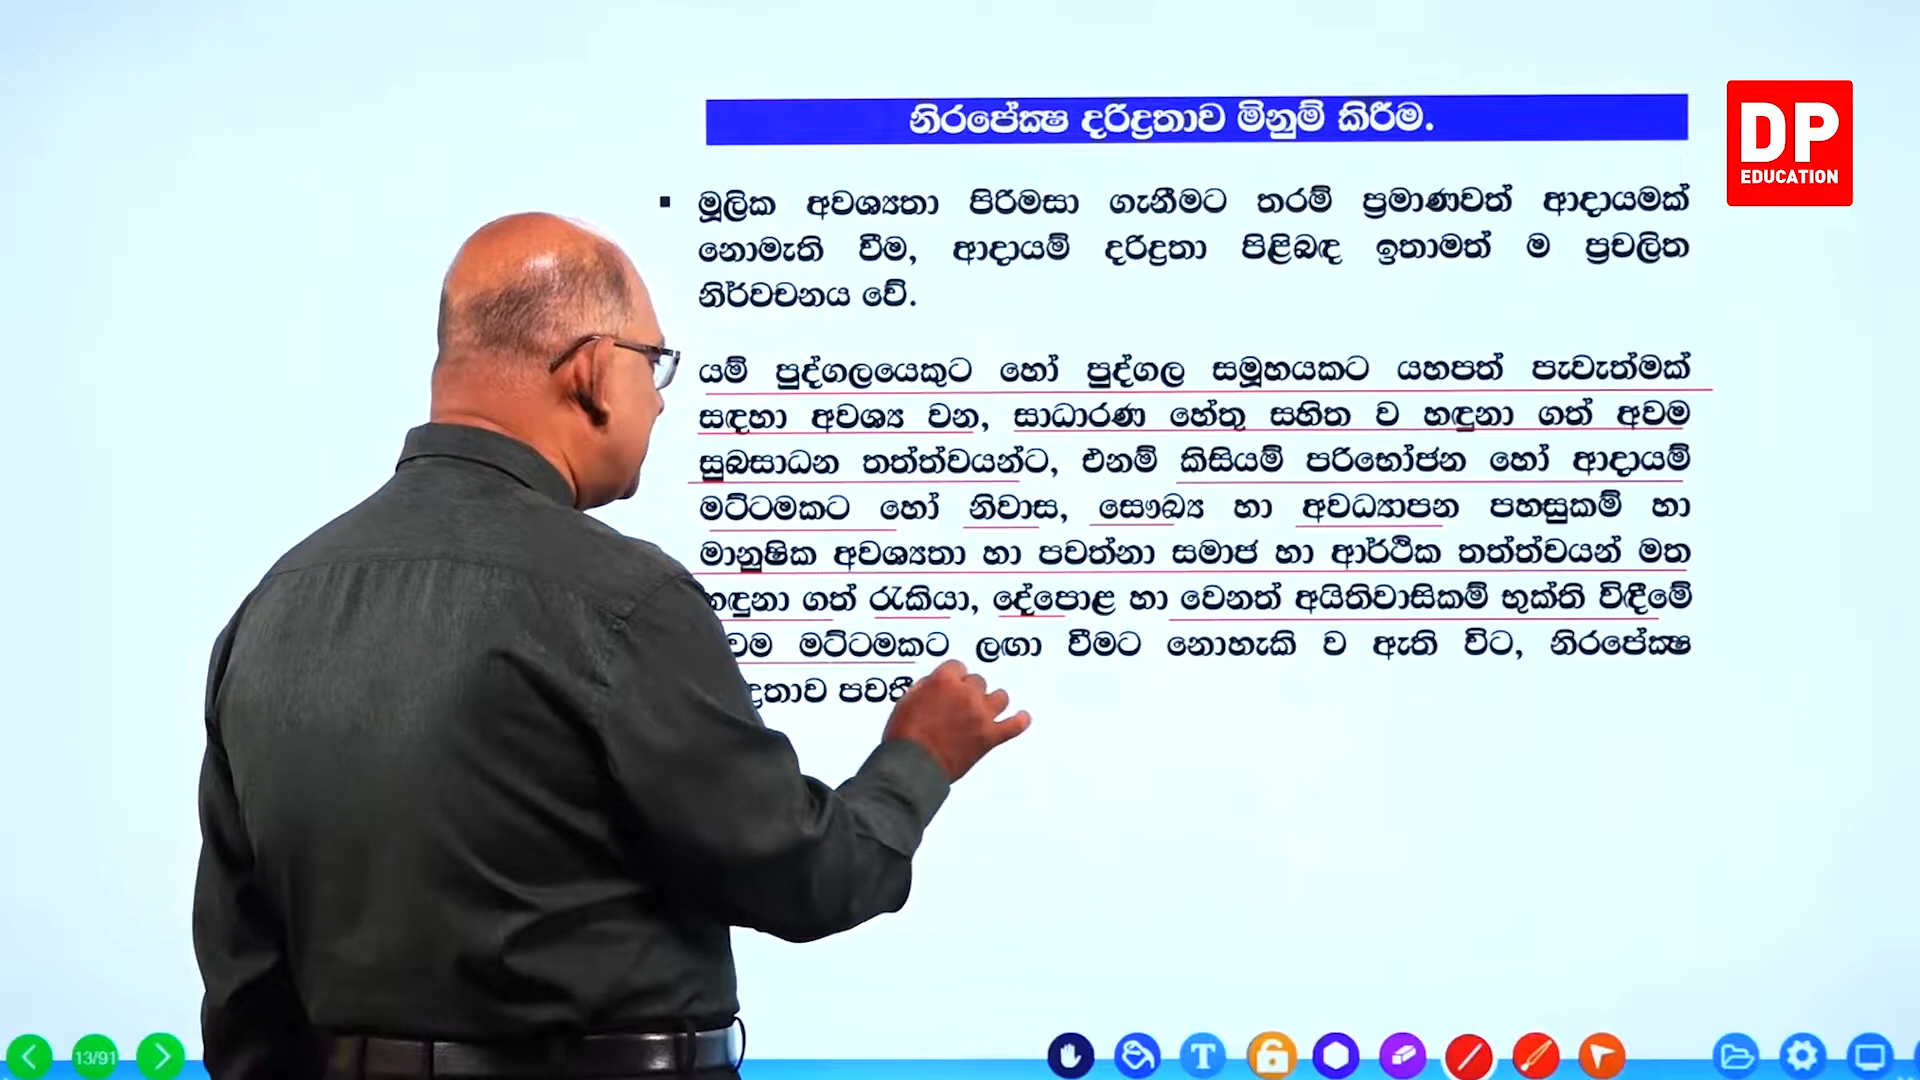 නිරපේක්ෂ දරිද්‍රතාව මිනුම් කිරීම.
DP
EDUCATION
▪ මූලික අවශ්‍යතා පිරිමසා ගැනීමට තරම් ප්‍රමාණවත් ආදායමක්
නොමැති වීම, ආදායම් දරිද්‍රතා පිළිබඳ ඉතාමත් ම ප්‍රචලිත
නිර්වචනය වේ.
යම් පුද්ගලයෙකුට හෝ පුද්ගල සමූහයකට යහපත් පැවැත්මක්
සඳහා අවශ්‍ය වන, සාධාරණ හේතු සහිත ව හඳුනා ගත් අවම
සුබසාධන තත්ත්වයන්ට, එනම් කිසියම් පරිභෝජන හෝ ආදායම්
මට්ටමකට හෝ නිවාස, සෞඛ්‍ය හා අවධ්‍යාපන පහසුකම් හා
මානුෂික අවශ්‍යතා හා පවත්නා සමාජ හා ආර්ථික තත්ත්වයන් මත
ගත් රැකියා, දේපොළ හා වෙනත් අයිතිවාසිකම් භුක්ති විඳීමේ
මට්ටමකට ලඟා වීමට නොහැකි ව ඇති විට, නිරපේක්ෂ
13/91
T